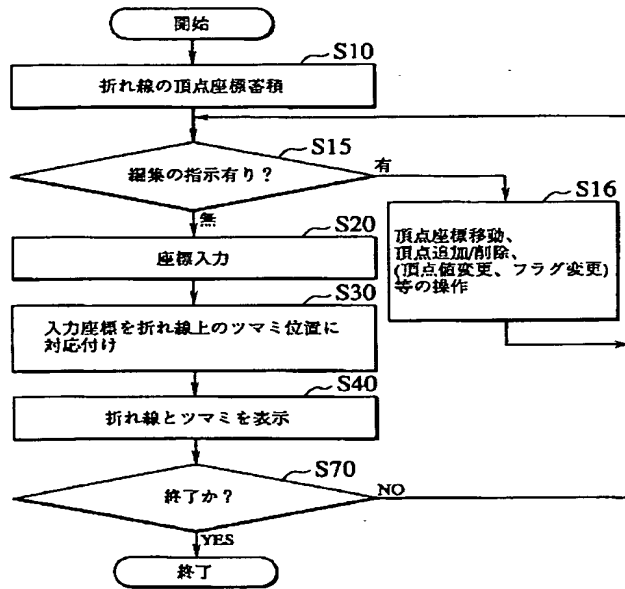 開始
S10
折れ線の頂点座標蓄積
S15
編集の指示有り？
有
無
S16
頂点座標移動、
頂点追加/削除、
(頂点値変更、フラグ変更)
等の操作
S20
座標入力
S30
入力座標を折れ線上のツマミ位置に
対応付け
S40
折れ線とツマミを表示
S70
終了か？
NO
YES
終了